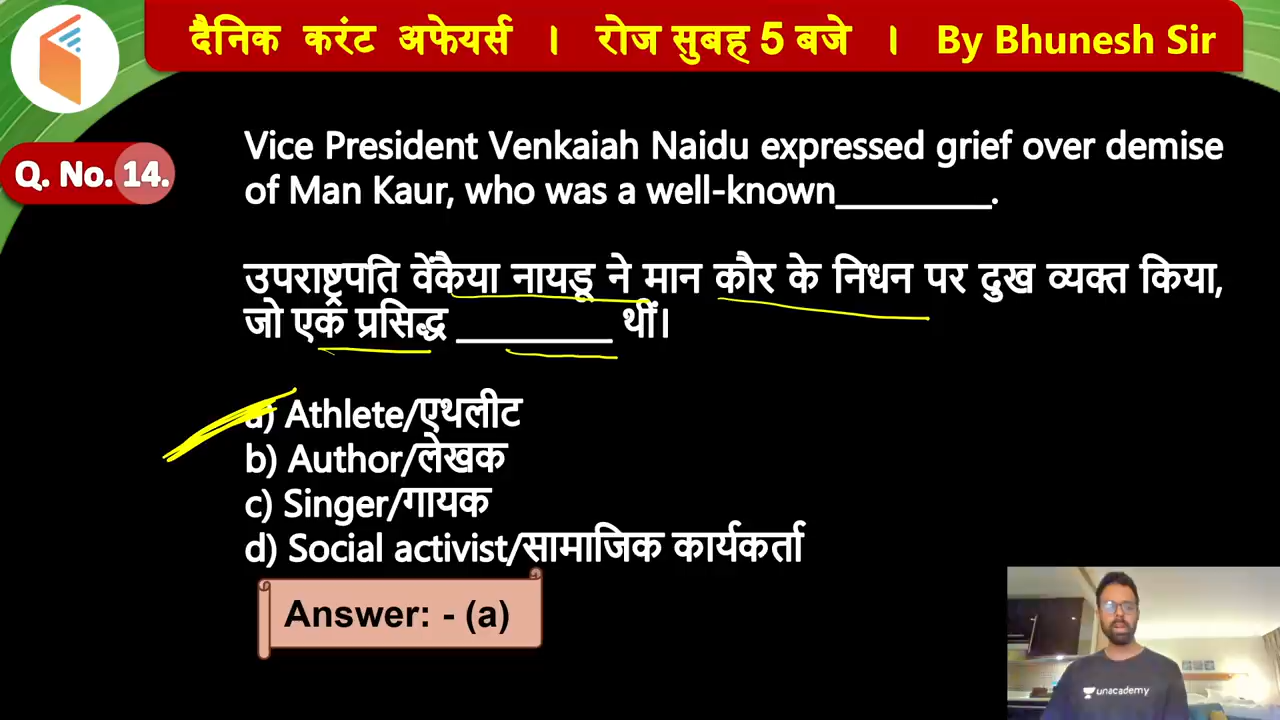 दैनिक करंट अफेयर्स । रोज सुबह 5 बजे । By Bhunesh Sir
Q. No. 14.
Vice President Venkaiah Naidu expressed grief over demise
of Man Kaur, who was a well-known_________.
उपराष्ट्रपति वेंकैया नायडू ने मान कौर के निधन पर दुख व्यक्त किया,
जो एक प्रसिद्ध _________ थीं।
a) Athlete/एथलीट
b) Author/लेखक
c) Singer/गायक
d) Social activist/सामाजिक कार्यकर्ता
Answer: - (a)
unacademy